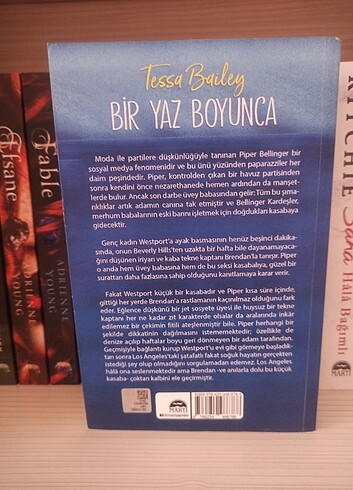 Tessa Bailey
BİR YAZ BOYUNCA
Moda ile partilere düşkünlüğüyle tanınan Piper Bellinger bir
sosyal medya fenomenidir ve bu ünü yüzünden paparazziler her
daim peşindedir. Piper, kontrolden çıkan bir havuz partisinden
sonra kendini önce nezarethanede hemen ardından da manşet-
lerde bulur. Ancak son darbe üvey babasından gelir: Tüm bu şıma-
rıklıklar artık adamın canına tak etmiştir ve Bellinger Kardeşler,
merhum babalarının eski barını işletmek için doğdukları kasabaya
gidecektir.
Genç kadın Westport'a ayak basmasının henüz beşinci dakika-
sında, onun Beverly Hills'ten uzakta bir hafta bile dayanamayaca-
ğını düşünen iriyarı ve kaba tekne kaptanı Brendan'la tanışır. Piper
o anda hem üvey babasına hem de bu seksi kasabalıya, güzel bir
surattan daha fazlasına sahip olduğunu kanıtlamaya karar verir.
Fakat Westport küçük bir kasabadır ve Piper kısa süre içinde,
gittiği her yerde Brendan'a rastlamanın kaçınılmaz olduğunu fark
eder. Eğlence düşkünü bir jet sosyete üyesi ile huysuz bir tekne
kaptanı her ne kadar zıt karakterde olsalar da aralarında inkâr
edilemez bir çekimin fitili ateşlenmiştir bile. Piper herhangi bir
şekilde dikkatinin dağılmasını istememektedir; özellikle de
denize açılıp haftalar boyu geri dönmeyen bir adam tarafından.
Geçmişiyle bağlantı kurup Westport'u evi gibi görmeye başladık-
tan sonra Los Angeles'taki şatafatlı fakat soğuk hayatın gerçekten
istediği şey olup olmadığını sorgulamadan edemez. Los Angeles
hâlâ ona seslenmektedir ama Brendan -ve anılarla dolu bu küçük
kasaba- çoktan kalbini ele geçirmiştir.
MARTI
MARTI
Fable
ADRIENNE
YOUNG
YOUNG
RITCHIE
Sana
HÂLÂ BAĞIMLI